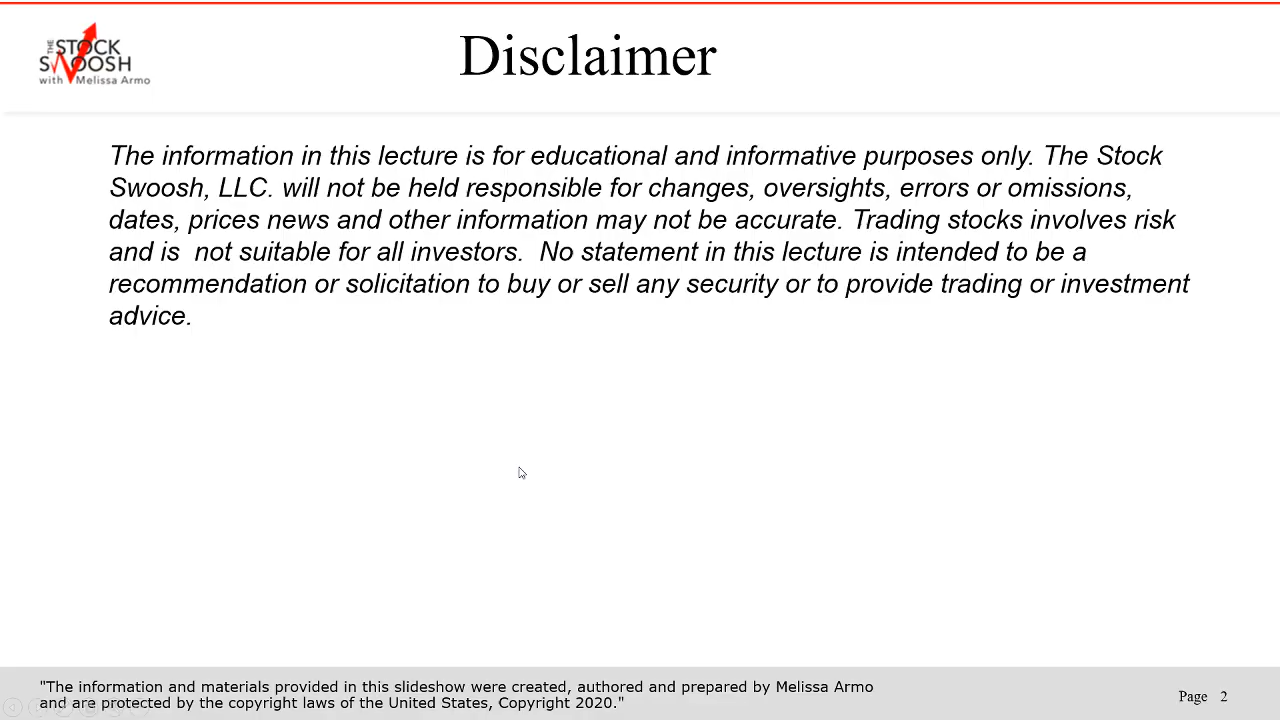 THE STOCK
SWOOSH
with Melissa Armo
Disclaimer
The information in this lecture is for educational and informative purposes only. The Stock
Swoosh, LLC. will not be held responsible for changes, oversights, errors or omissions,
dates, prices news and other information may not be accurate. Trading stocks involves risk
and is  not suitable for all investors.  No statement in this lecture is intended to be a
recommendation or solicitation to buy or sell any security or to provide trading or investment
advice.
"The information and materials provided in this slideshow were created, authored and prepared by Melissa Armo
and are protected by the copyright laws of the United States, Copyright 2020."
Page 2